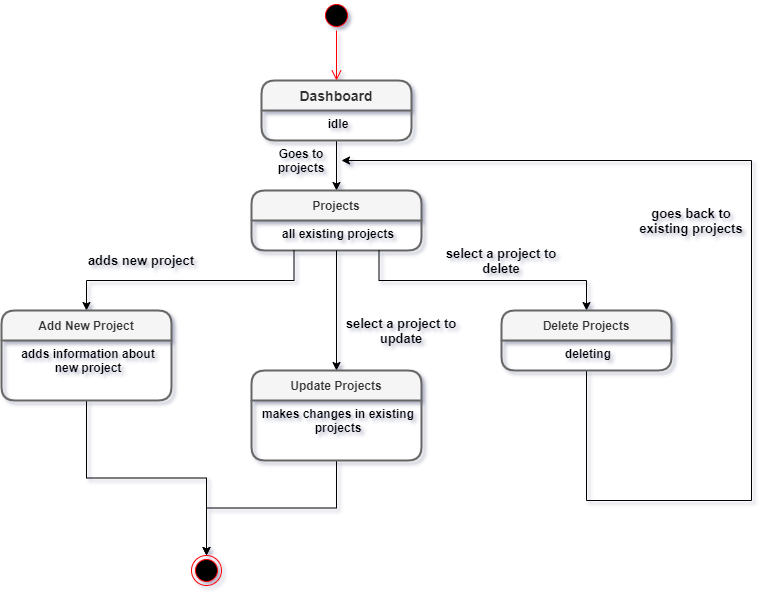 Dashboard
idle
Goes to
projects
Projects
all existing projects
goes back to
existing projects
adds new project
select a project to
delete
Add New Project
adds information about
new project
select a project to
update
Delete Projects
deleting
Update Projects
makes changes in existing
projects